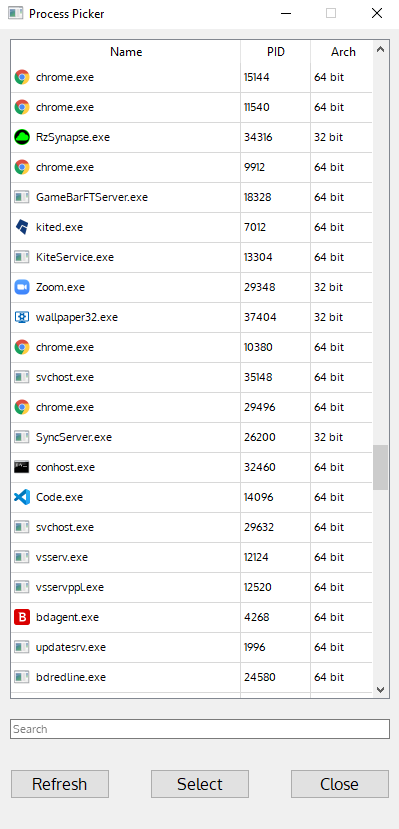 Process Picker
Name PID Arch
chrome.exe 15144 64 bit
chrome.exe 11540 64 bit
RzSynapse.exe 34316 32 bit
chrome.exe 9912 64 bit
GameBarFTServer.exe 18328 64 bit
kited.exe 7012 64 bit
KiteService.exe 13304 64 bit
Zoom.exe 29348 32 bit
wallpaper32.exe 37404 32 bit
chrome.exe 10380 64 bit
svchost.exe 35148 64 bit
chrome.exe 29496 64 bit
SyncServer.exe 26200 32 bit
conhost.exe 32460 64 bit
Code.exe 14096 64 bit
svchost.exe 29632 64 bit
vsserv.exe 12124 64 bit
vsservppl.exe 12520 64 bit
B bdagent.exe 4268 64 bit
updatesrv.exe 1996 64 bit
bdredline.exe 24580 64 bit
Search
Refresh Select Close